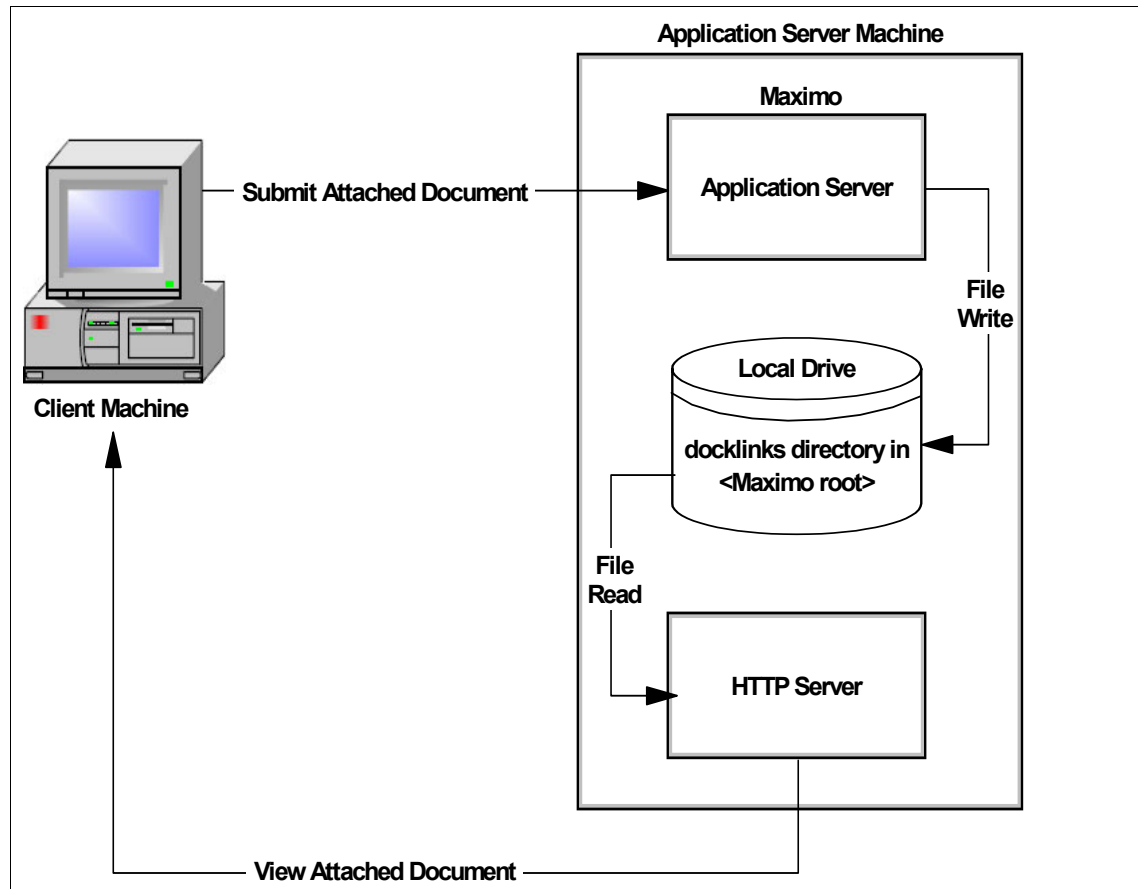 Application Server Machine
Maximo
Submit Attached Document
Application Server
File
Write
Local Drive
Client Machine
docklinks directory in
<Maximo root>
File
Read
HTTP Server
View Attached Document